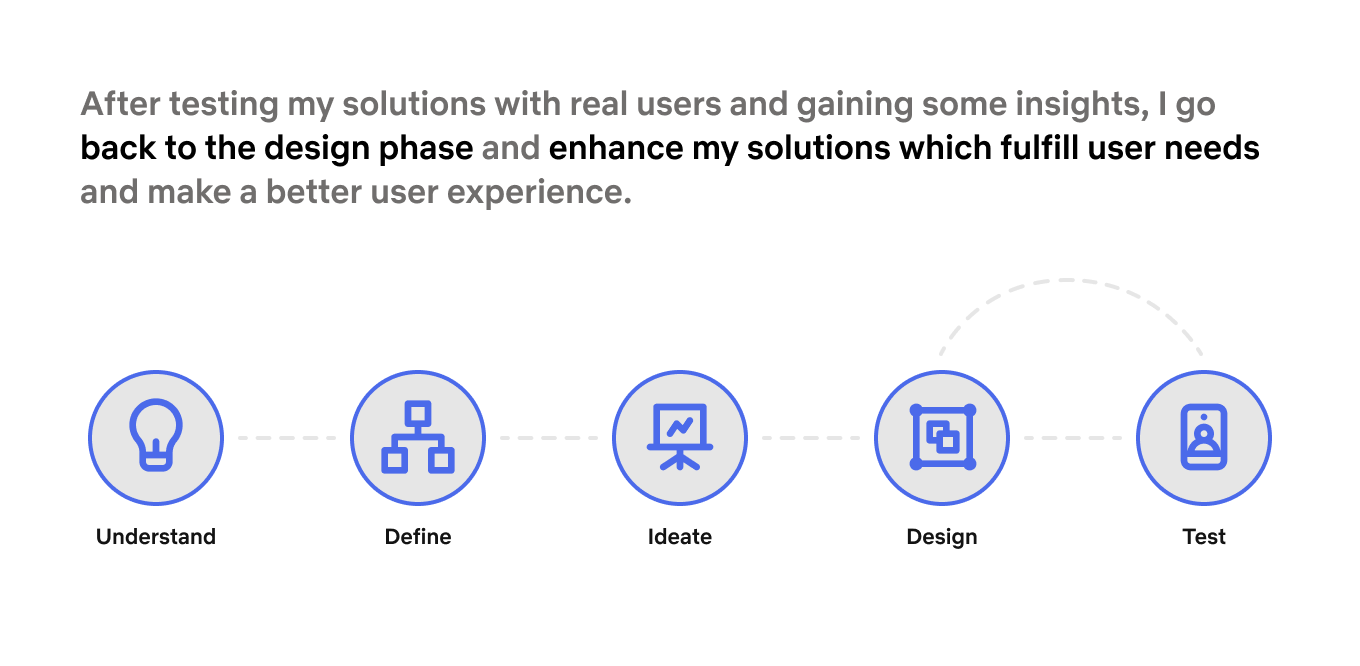 After testing my solutions with real users and gaining some insights, I go
back to the design phase and enhance my solutions which fulfill user needs
and make a better user experience.
Understand
Define
Ideate
Design
Test